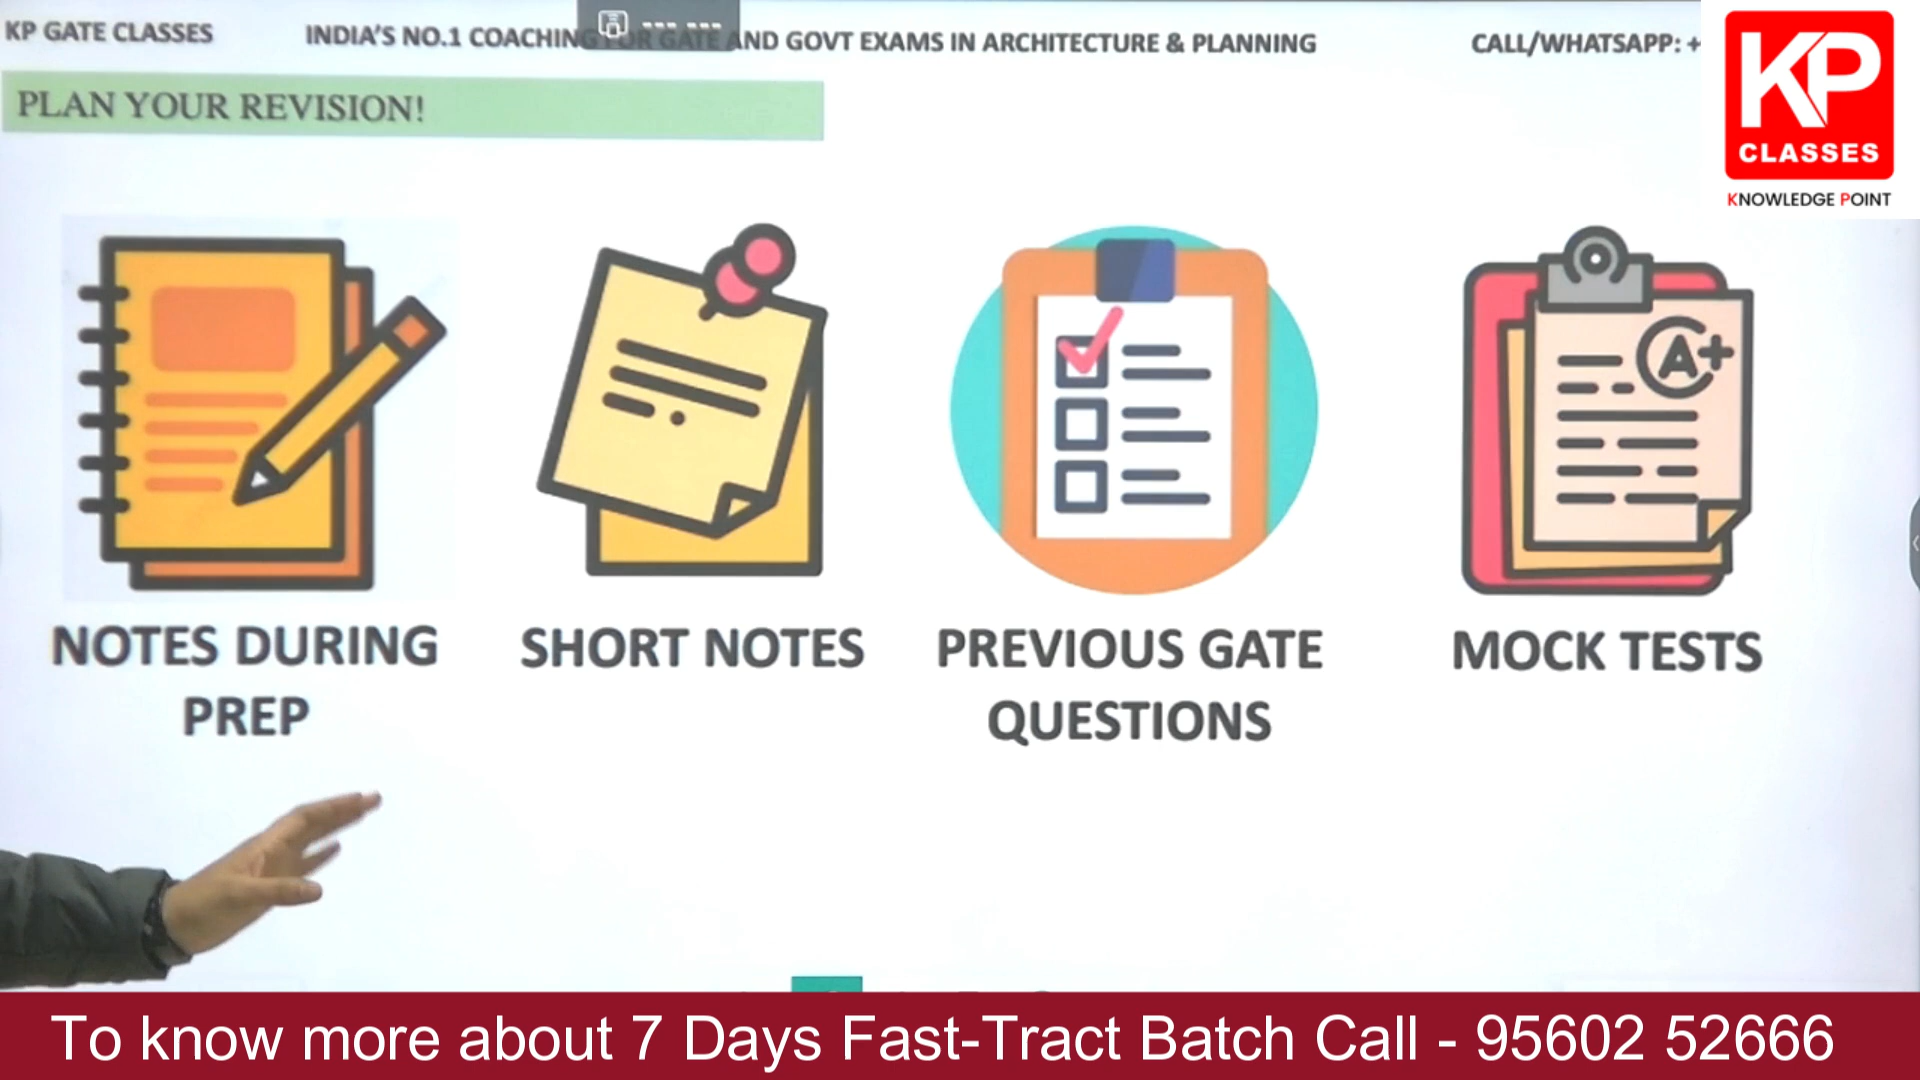 KP GATE CLASSES
INDIA'S NO.1 COACHING FOR GATE AND GOVT EXAMS IN ARCHITECTURE & PLANNING
CALL/WHATSAPP: +
KP
CLASSES
KNOWLEDGE POINT
PLAN YOUR REVISION!
A+
NOTES DURING
PREP
SHORT NOTES
PREVIOUS GATE
QUESTIONS
MOCK TESTS
To know more about 7 Days Fast-Tract Batch Call - 95602 52666